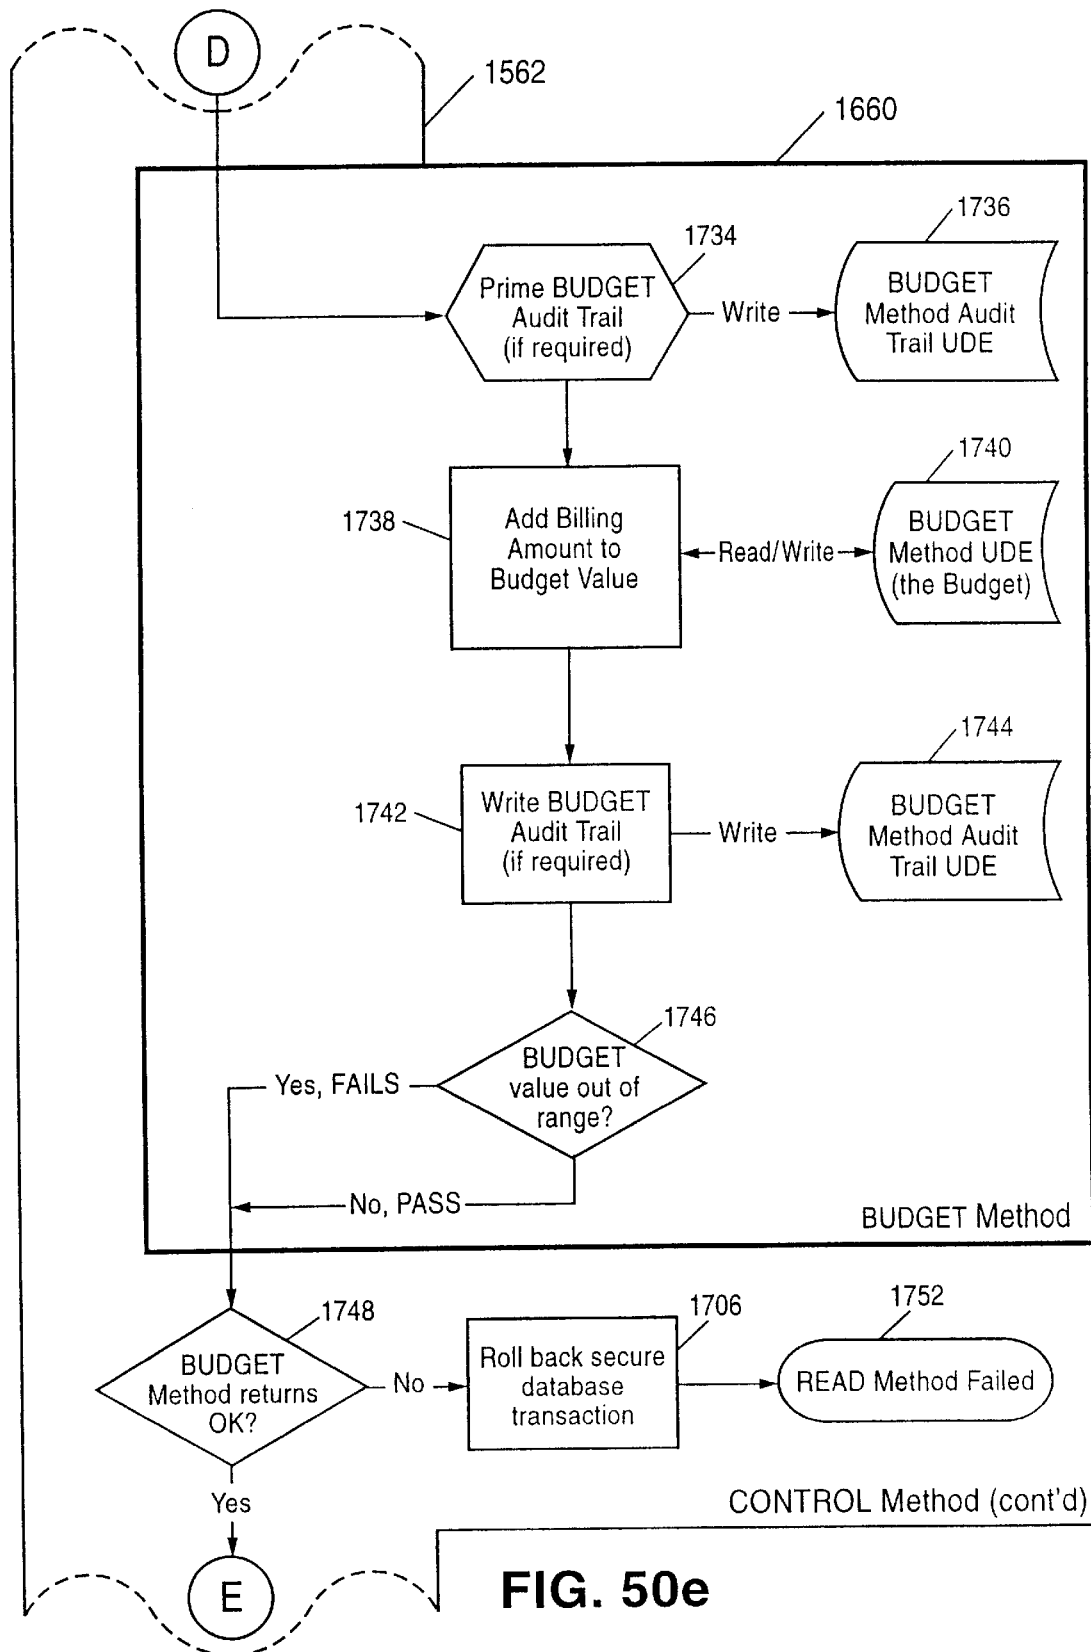 D
1562
1660
1734
Prime BUDGET
Audit Trail
(if required)
Write
1736
BUDGET
Method Audit
Trail UDE
1738
Add Billing
Amount to
Budget Value
Read/Write
1740
BUDGET
Method UDE
(the Budget)
1742
Write BUDGET
Audit Trail
(if required)
Write
1744
BUDGET
Method Audit
Trail UDE
1746
BUDGET
value out of
range?
Yes, FAILS
No, PASS
BUDGET Method
1748
BUDGET
Method returns
OK?
No
1706
Roll back secure
database
transaction
1752
READ Method Failed
Yes
CONTROL Method (cont'd)
E
FIG. 50e